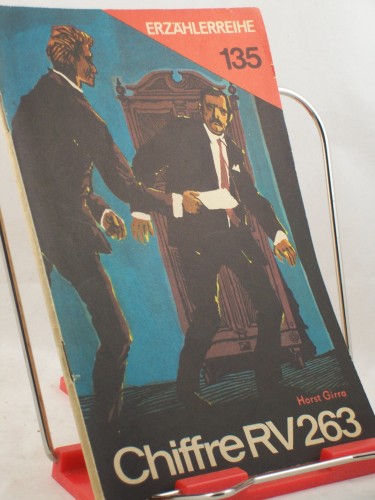 ERZÄHLERREIHE
135
Horst Girra
Chiffre RV 263